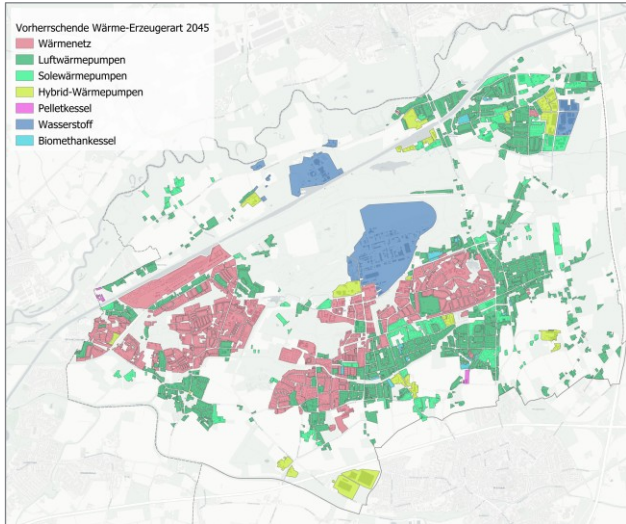 Vorherrschende Wärme-Erzeugerart 2045
Wärmenetz
Luftwärmepumpen
Solewärmepumpen
Hybrid-Wärmepumpen
Pelletkessel
Wasserstoff
Biomethankessel